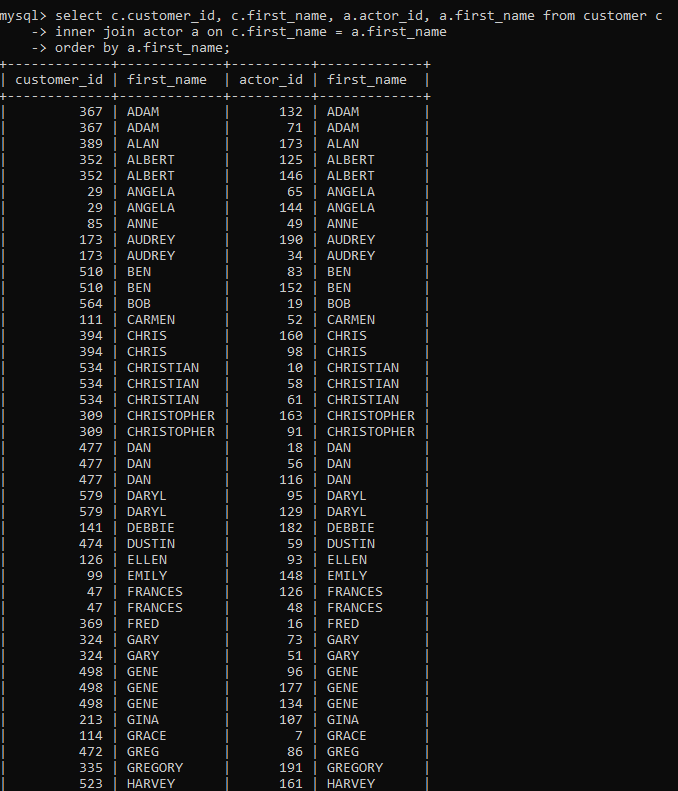 mysql> select c.customer_id, c.first_name, a.actor_id, a.first_name from customer c
    -> inner join actor a on c.first_name = a.first_name
    -> order by a.first_name;
+-------------+-------------+----------+-------------+
| customer_id | first_name  | actor_id | first_name  |
+-------------+-------------+----------+-------------+
|         367 | ADAM        |      132 | ADAM        |
|         367 | ADAM        |       71 | ADAM        |
|         389 | ALAN        |      173 | ALAN        |
|         352 | ALBERT      |      125 | ALBERT      |
|         352 | ALBERT      |      146 | ALBERT      |
|          29 | ANGELA      |       65 | ANGELA      |
|          29 | ANGELA      |      144 | ANGELA      |
|          85 | ANNE        |       49 | ANNE        |
|         173 | AUDREY      |      190 | AUDREY      |
|         173 | AUDREY      |       34 | AUDREY      |
|         510 | BEN         |       83 | BEN         |
|         510 | BEN         |      152 | BEN         |
|         564 | BOB         |       19 | BOB         |
|         111 | CARMEN      |       52 | CARMEN      |
|         394 | CHRIS       |      160 | CHRIS       |
|         394 | CHRIS       |       98 | CHRIS       |
|         534 | CHRISTIAN   |       10 | CHRISTIAN   |
|         534 | CHRISTIAN   |       58 | CHRISTIAN   |
|         534 | CHRISTIAN   |       61 | CHRISTIAN   |
|         309 | CHRISTOPHER |      163 | CHRISTOPHER |
|         309 | CHRISTOPHER |       91 | CHRISTOPHER |
|         477 | DAN         |       18 | DAN         |
|         477 | DAN         |       56 | DAN         |
|         477 | DAN         |      116 | DAN         |
|         579 | DARYL       |       95 | DARYL       |
|         579 | DARYL       |      129 | DARYL       |
|         141 | DEBBIE      |      182 | DEBBIE      |
|         474 | DUSTIN      |       59 | DUSTIN      |
|         126 | ELLEN       |       93 | ELLEN       |
|          99 | EMILY       |      148 | EMILY       |
|          47 | FRANCES     |      126 | FRANCES     |
|          47 | FRANCES     |       48 | FRANCES     |
|         369 | FRED        |       16 | FRED        |
|         324 | GARY        |       73 | GARY        |
|         324 | GARY        |       51 | GARY        |
|         498 | GENE        |       96 | GENE        |
|         498 | GENE        |      177 | GENE        |
|         498 | GENE        |      134 | GENE        |
|         213 | GINA        |      107 | GINA        |
|         114 | GRACE       |        7 | GRACE       |
|         472 | GREG        |       86 | GREG        |
|         335 | GREGORY     |      191 | GREGORY     |
|         523 | HARVEY      |      161 | HARVEY      |